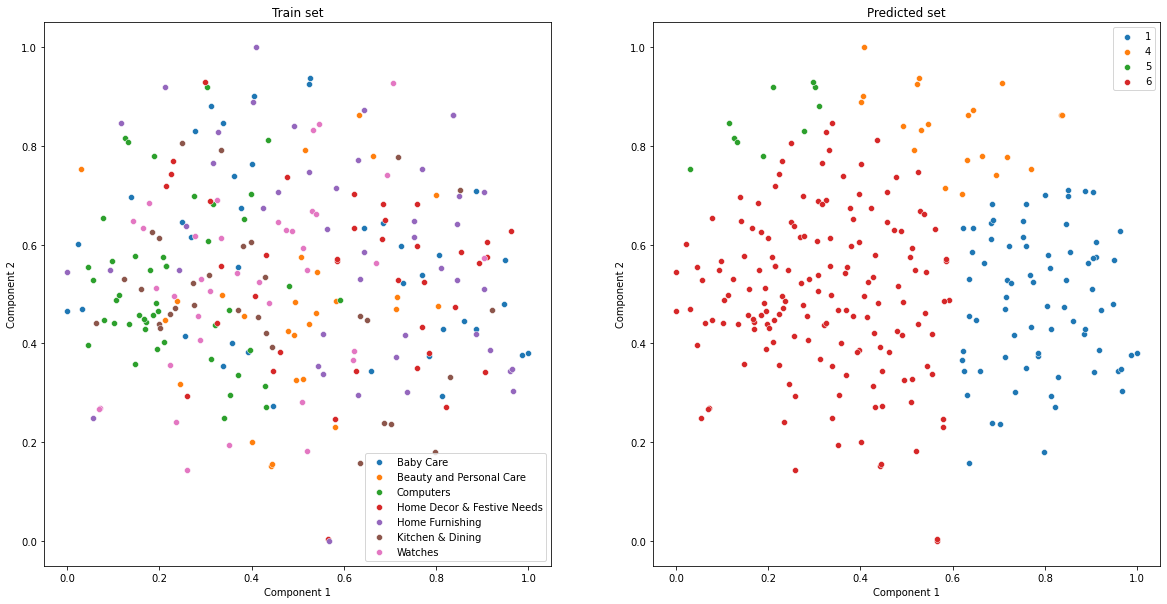 Train set
1.0
0.8
0.6
0.4
0.2
0.0
Component 2
0.0 0.2 0.4 0.6 0.8 1.0
Component 1
Baby Care
Beauty and Personal Care
Computers
Home Decor & Festive Needs
Home Furnishing
Kitchen & Dining
Watches
Predicted set
1.0
0.8
0.6
0.4
0.2
0.0
Component 2
0.0 0.2 0.4 0.6 0.8 1.0
Component 1
1
4
5
6